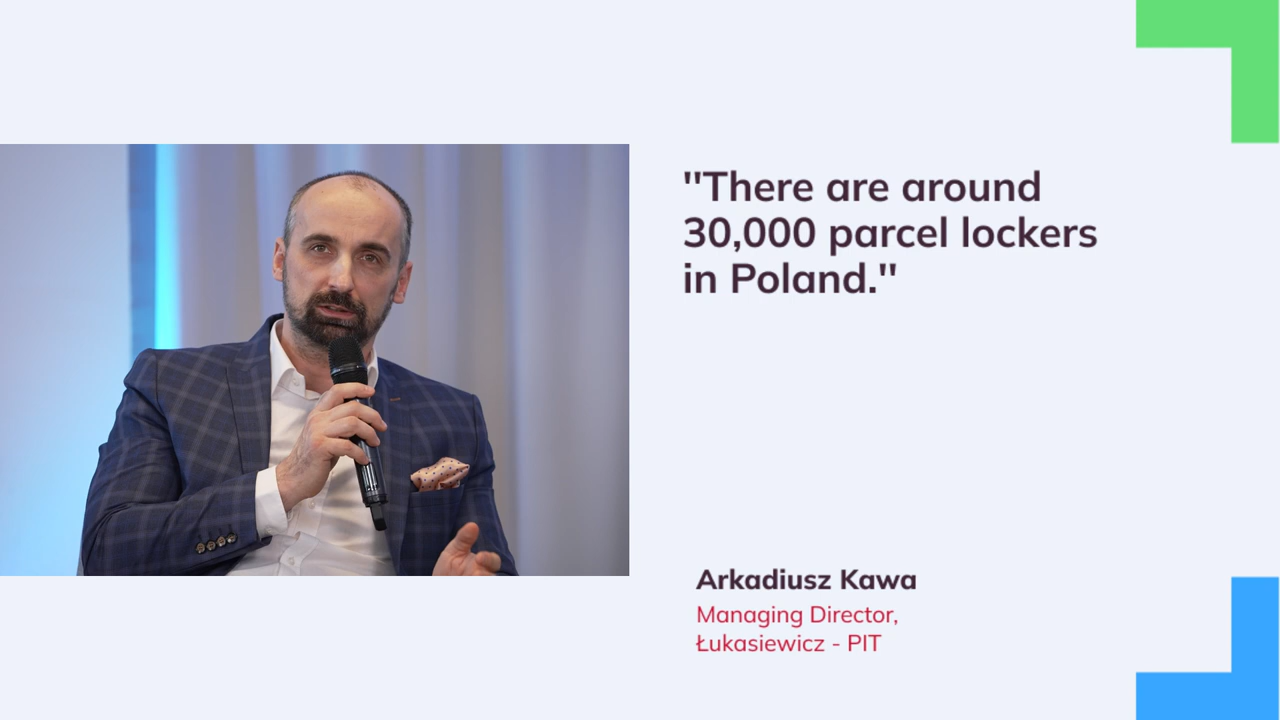 "There are around
30,000 parcel lockers
in Poland."
Arkadiusz Kawa
Managing Director,
Łukasiewicz - PIT